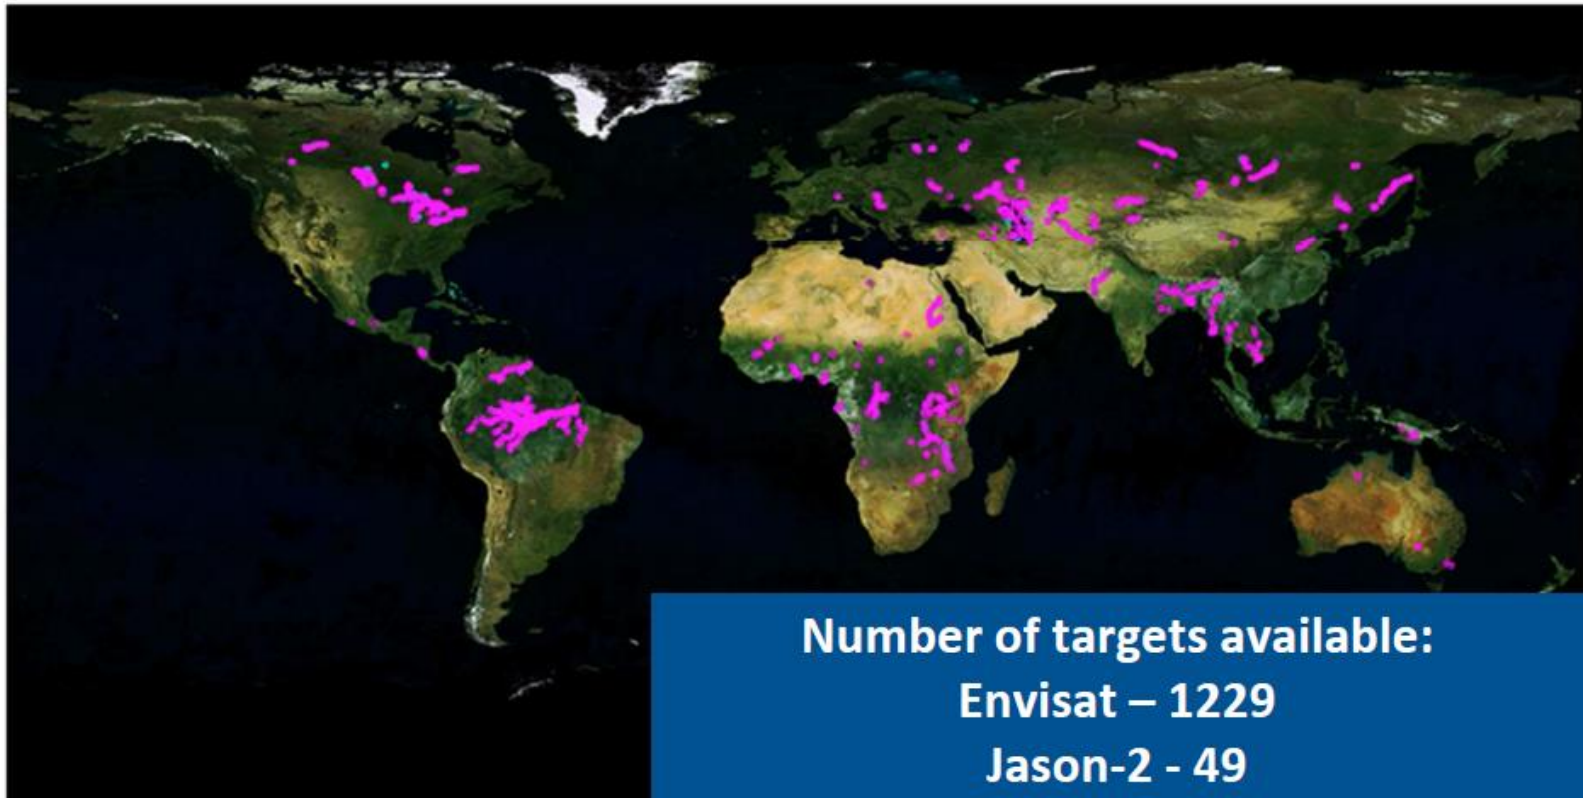 Number of targets available:
Envisat – 1229
Jason-2 - 49